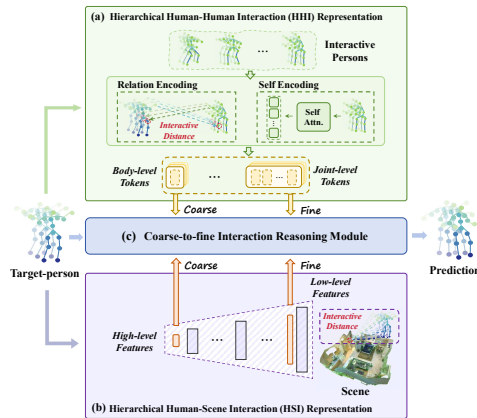 (a) Hierarchical Human-Human Interaction (HHI) Representation
Interactive
Persons
...
Relation Encoding
Self Encoding
Interactive
Distance
Self
Attn.
Body-level
Tokens
...
...
Joint-level
Tokens
Coarse
Fine
(c) Coarse-to-fine Interaction Reasoning Module
Target-person
Prediction
Coarse
Fine
Low-level
Features
High-level
Features
...
...
Interactive
Distance
Scene
(b) Hierarchical Human-Scene Interaction (HSI) Representation